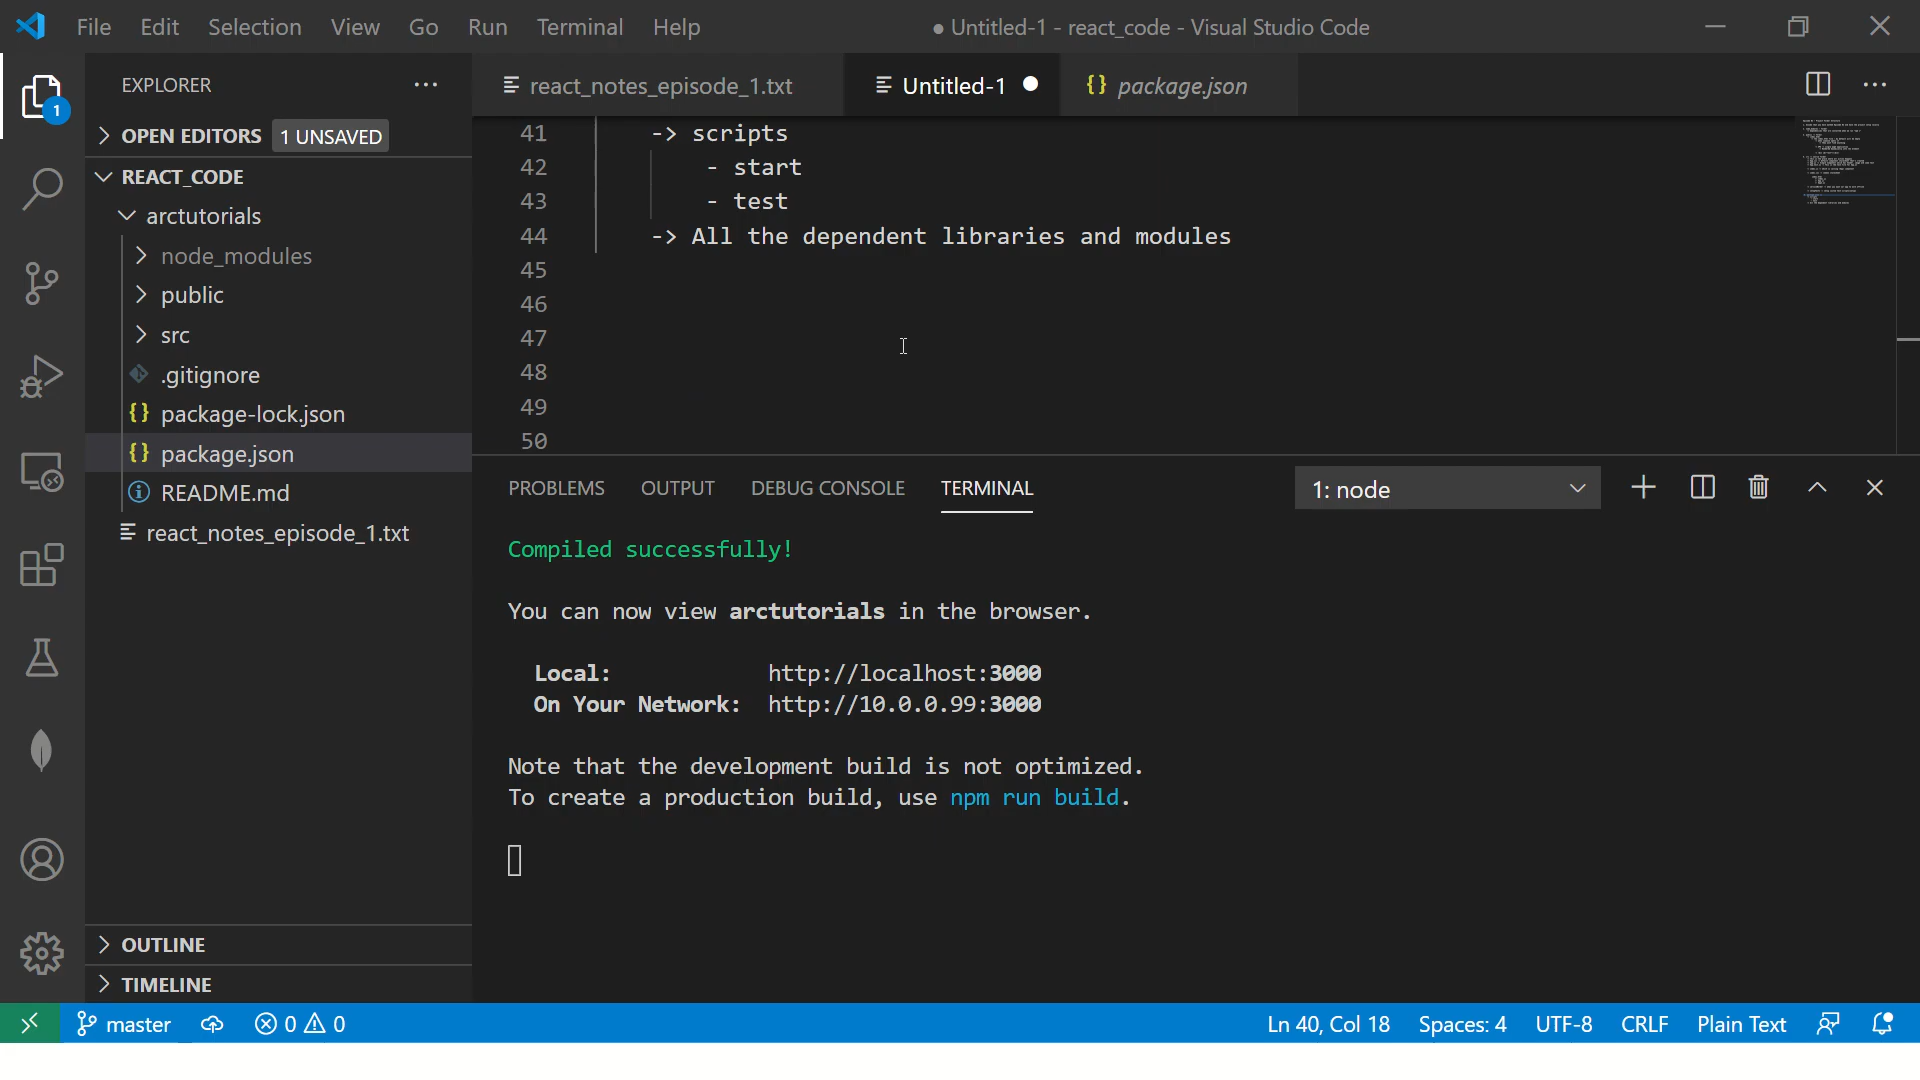 File Edit Selection View Go Run Terminal Help
● Untitled-1 - react_code - Visual Studio Code
1
EXPLORER
OPEN EDITORS 1 UNSAVED
REACT_CODE
arctutorials
node_modules
public
src
.gitignore
{} package-lock.json
{} package.json
README.md
react_notes_episode_1.txt
OUTLINE
TIMELINE
react_notes_episode_1.txt Untitled-1 {} package.json
41 -> scripts
42 - start
43 - test
44 -> All the dependent libraries and modules
45
46
47
48
49
50
PROBLEMS OUTPUT DEBUG CONSOLE TERMINAL 1: node
Compiled successfully!
You can now view arctutorials in the browser.
Local: http://localhost:3000
On Your Network: http://10.0.0.99:3000
Note that the development build is not optimized.
To create a production build, use npm run build.
master 0 0 Ln 40, Col 18 Spaces: 4 UTF-8 CRLF Plain Text